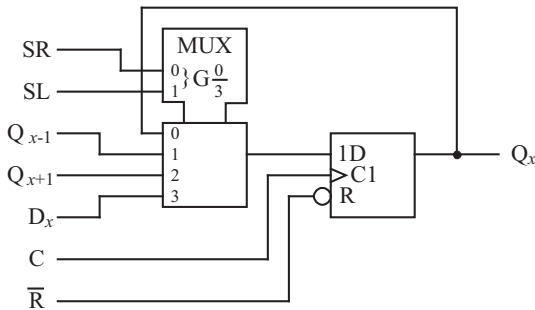 MUX
SR
0 } G 0/3
SL
1
Q x-1
0
1
1D
Q x
Q x+1
2
C1
D x
3
R
C
R̅